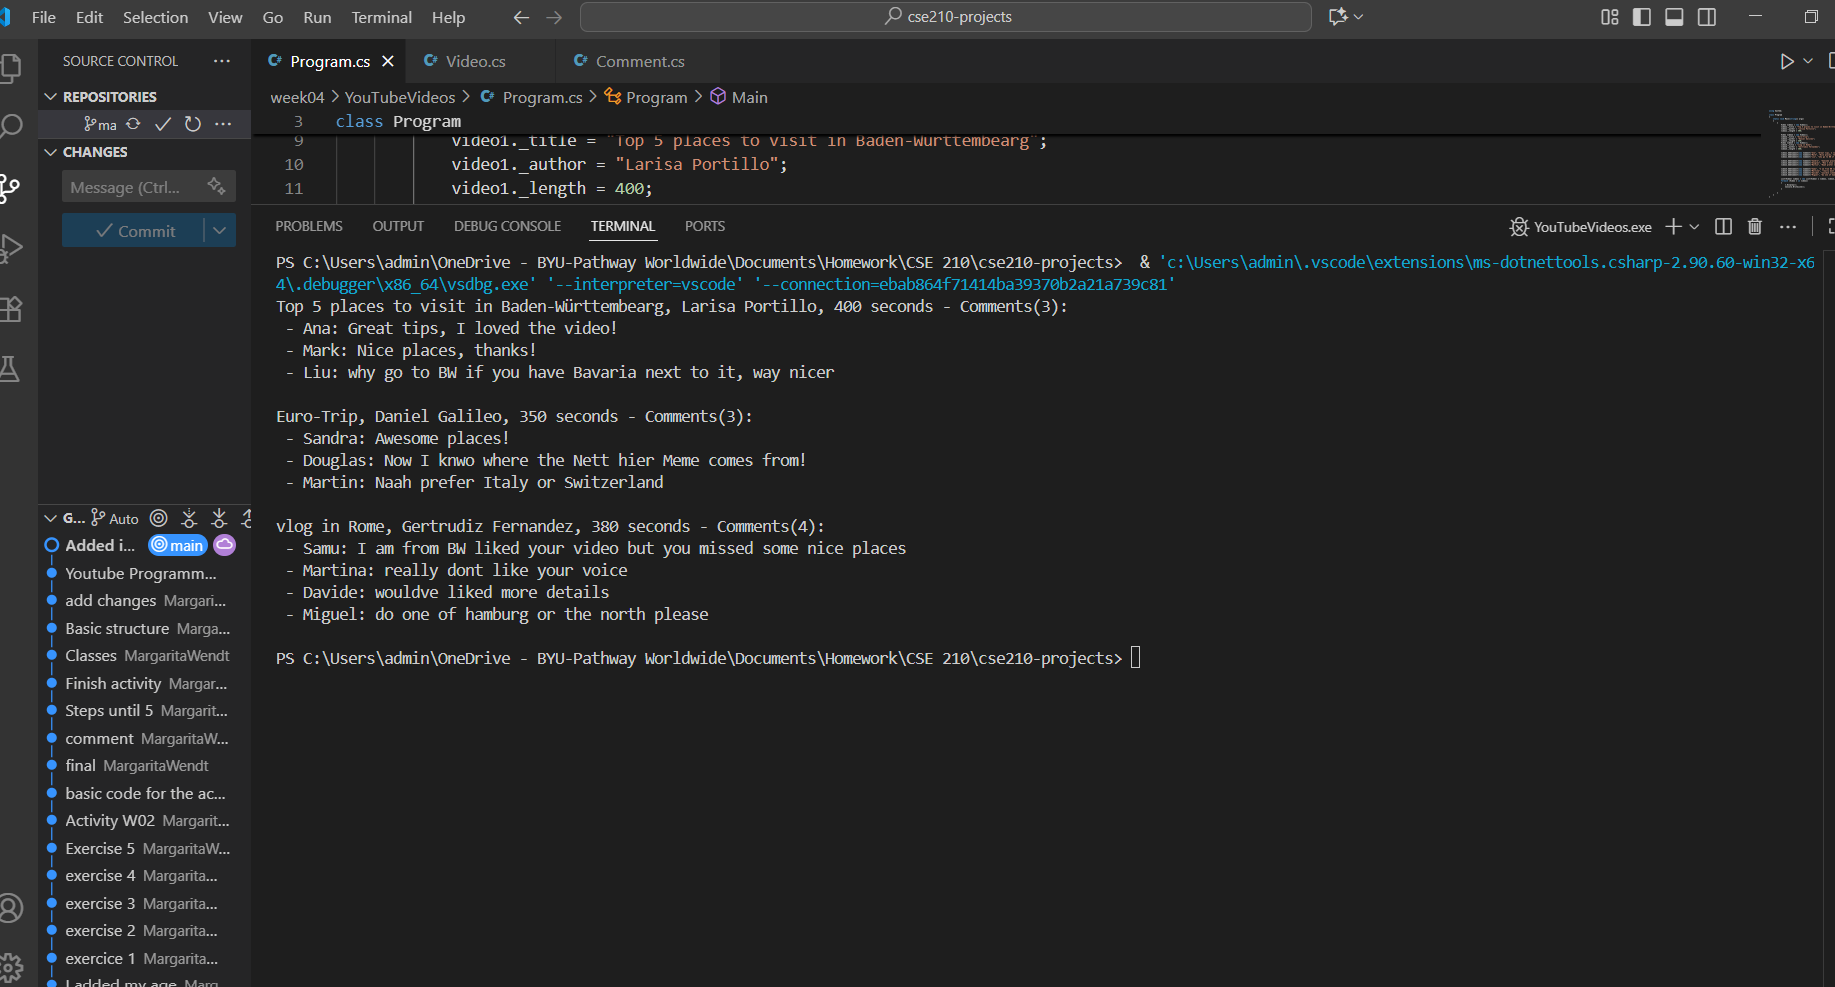 File Edit Selection View Go Run Terminal Help
cse210-projects
SOURCE CONTROL
REPOSITORIES
ma
CHANGES
Message (Ctrl...
Commit
Program.cs
Video.cs
Comment.cs
week04 > YouTubeVideos > Program.cs > Program > Main
3 class Program
9 video1._title = "Top 5 places to visit in Baden-Württembearg";
10 video1._author = "Larisa Portillo";
11 video1._length = 400;
PROBLEMS OUTPUT DEBUG CONSOLE TERMINAL PORTS
YouTubeVideos.exe
PS C:\Users\admin\OneDrive - BYU-Pathway Worldwide\Documents\Homework\CSE 210\cse210-projects> & 'c:\Users\admin\.vscode\extensions\ms-dotnettools.csharp-2.90.60-win32-x6
4\.debugger\x86_64\vsdbg.exe' '--interpreter=vscode' '--connection=ebab864f71414ba39370b2a21a739c81'
Top 5 places to visit in Baden-Württembearg, Larisa Portillo, 400 seconds - Comments(3):
- Ana: Great tips, I loved the video!
- Mark: Nice places, thanks!
- Liu: why go to BW if you have Bavaria next to it, way nicer
Euro-Trip, Daniel Galileo, 350 seconds - Comments(3):
- Sandra: Awesome places!
- Douglas: Now I knwo where the Nett hier Meme comes from!
- Martin: Naah prefer Italy or Switzerland
vlog in Rome, Gertrudiz Fernandez, 380 seconds - Comments(4):
- Samu: I am from BW liked your video but you missed some nice places
- Martina: really dont like your voice
- Davide: wouldve liked more details
- Miguel: do one of hamburg or the north please
PS C:\Users\admin\OneDrive - BYU-Pathway Worldwide\Documents\Homework\CSE 210\cse210-projects>
G... Auto
Added i... main
Youtube Programm...
add changes Margari...
Basic structure Marga...
Classes MargaritaWendt
Finish activity Margar...
Steps until 5 Margarit...
comment MargaritaW...
final MargaritaWendt
basic code for the ac...
Activity W02 Margarit...
Exercise 5 MargaritaW...
exercise 4 Margarita...
exercise 3 Margarita...
exercise 2 Margarita...
exercice 1 Margarita...
I added my age Marg...